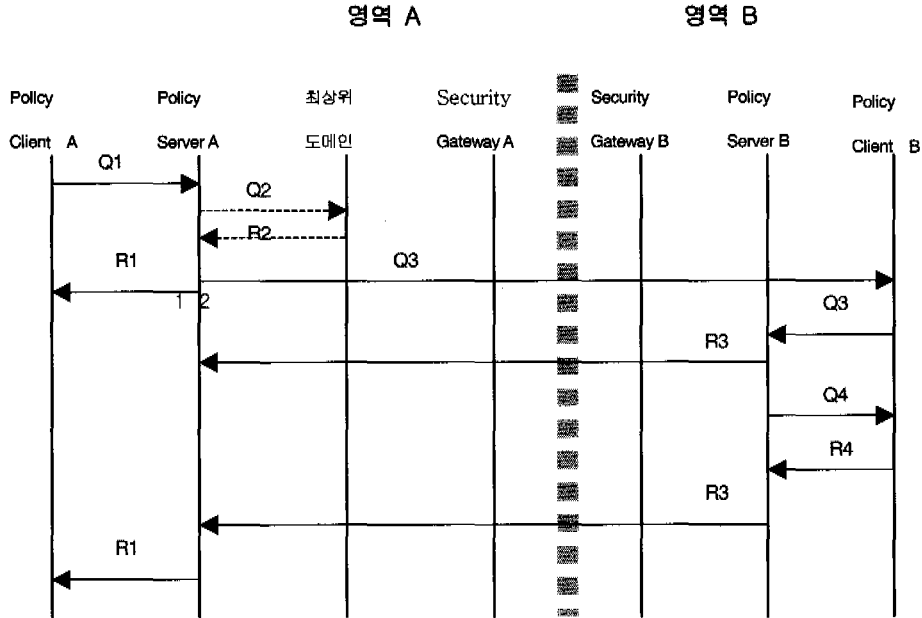 영역 A 영역 B
Policy Policy 최상위 Security Security Policy Policy
Client A Server A 도메인 Gateway A Gateway B Server B Client B
Q1
Q2
R2
R1 Q3
1 2 Q3
R3
Q4
R4
R3
R1